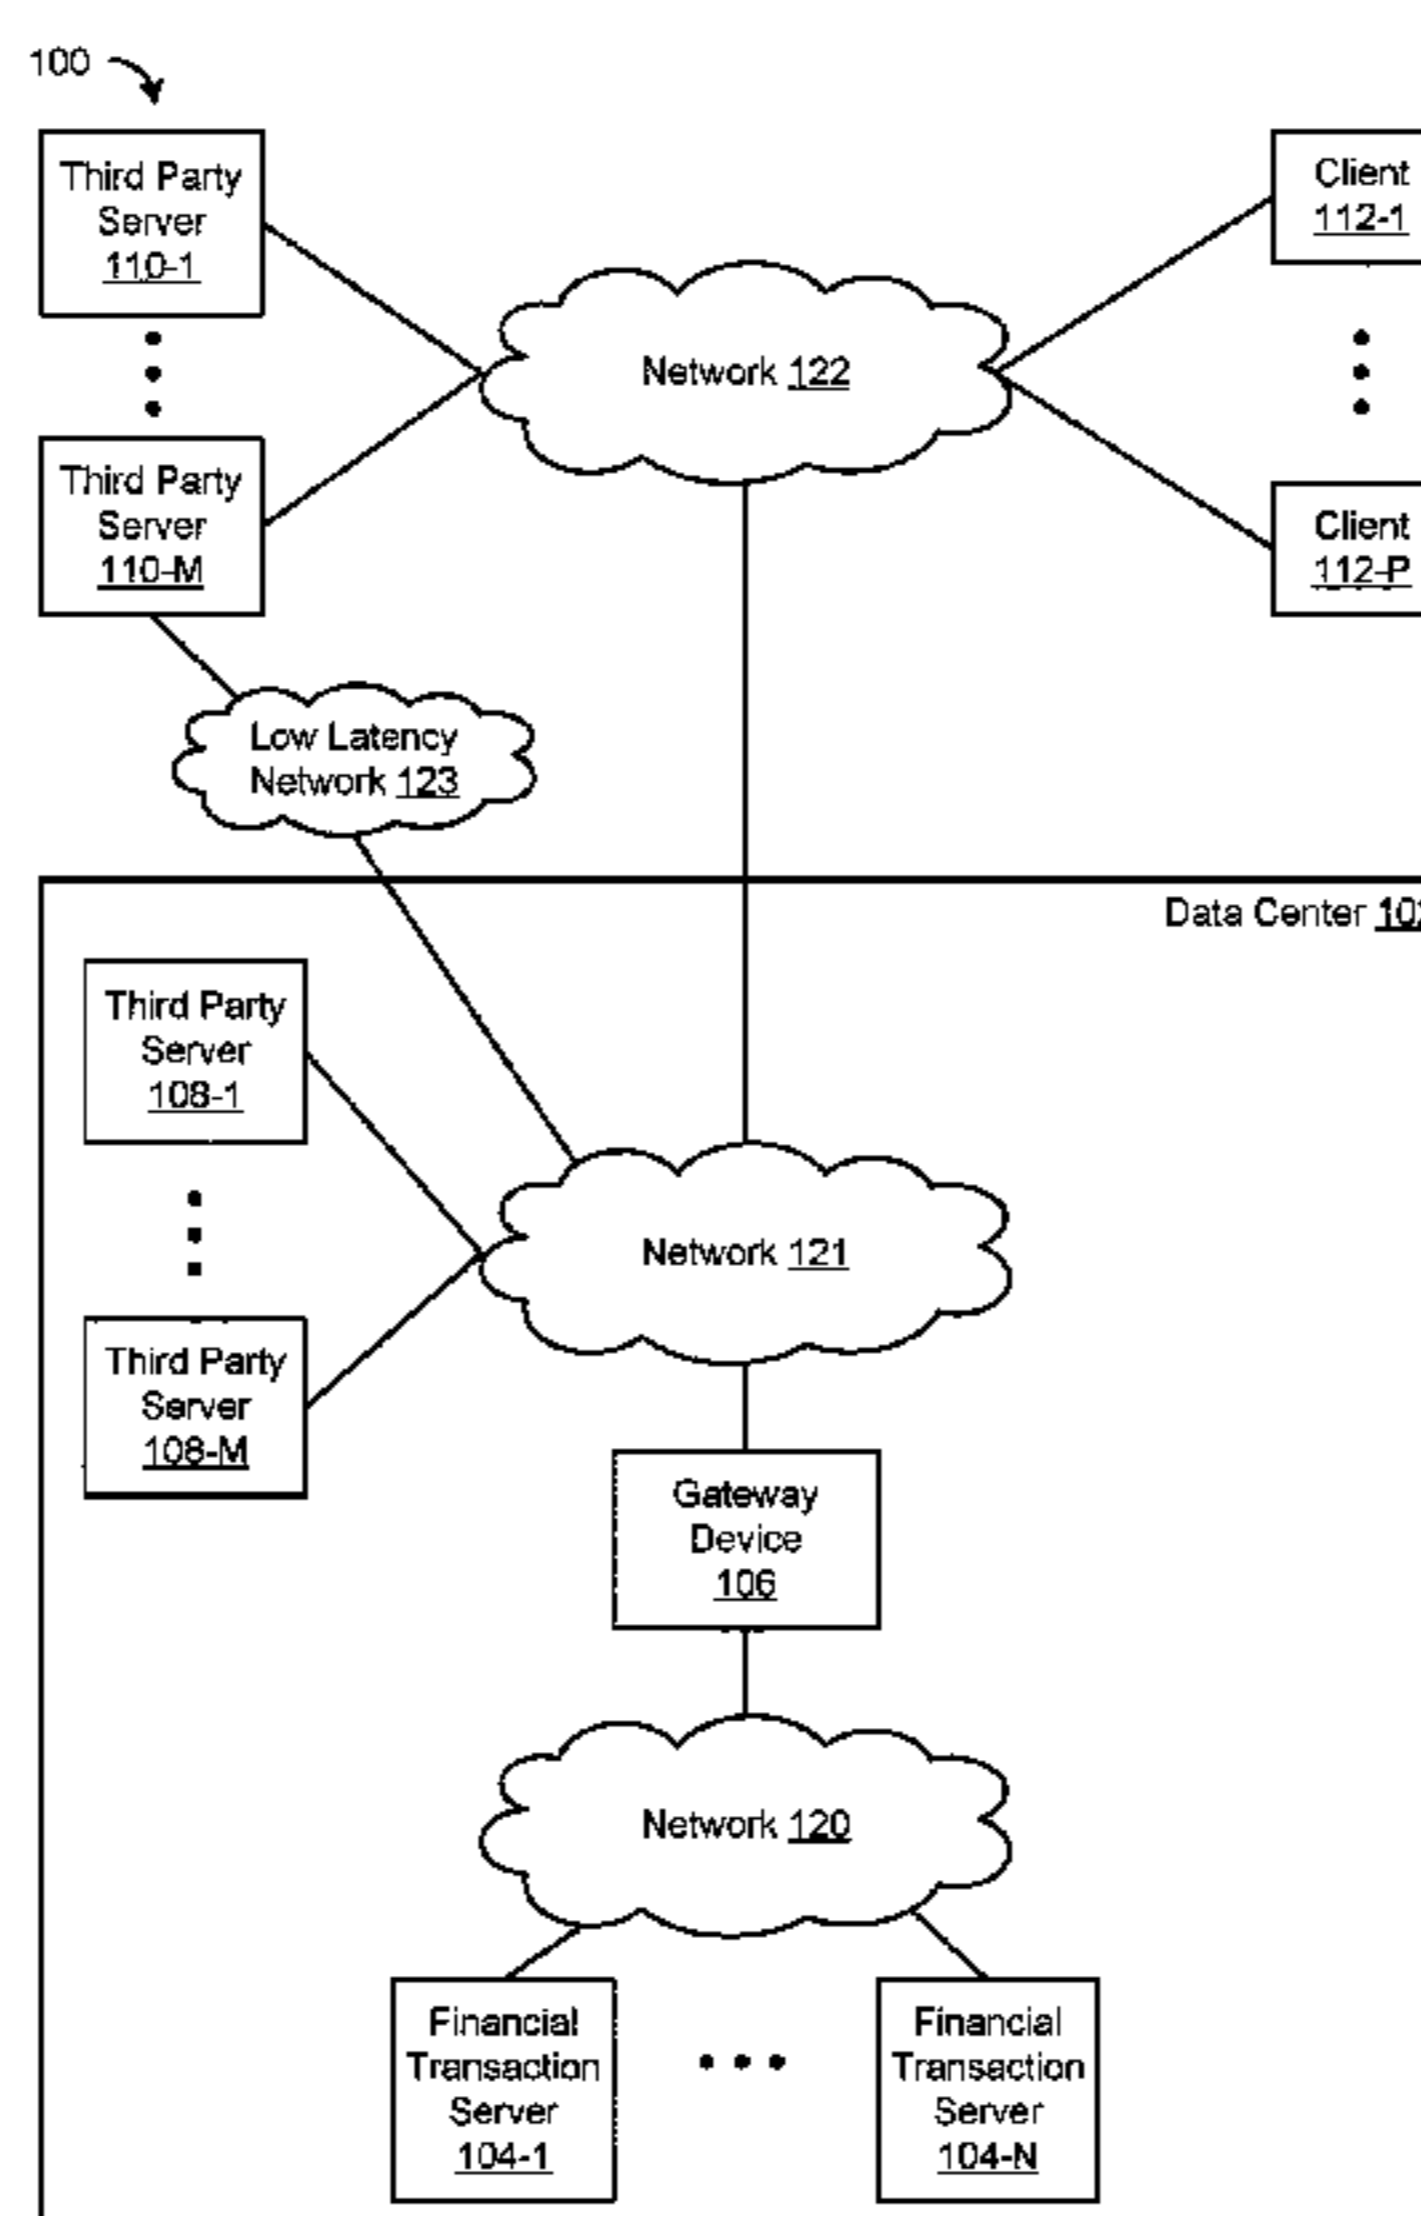 100
Third Party
Server
110-1
Client
112-1
Network 122
Third Party
Server
110-M
Client
112-P
Low Latency
Network 123
Data Center
Third Party
Server
108-1
Network 121
Third Party
Server
108-M
Gateway
Device
106
Network 120
Financial
Transaction
Server
104-1
Financial
Transaction
Server
104-N